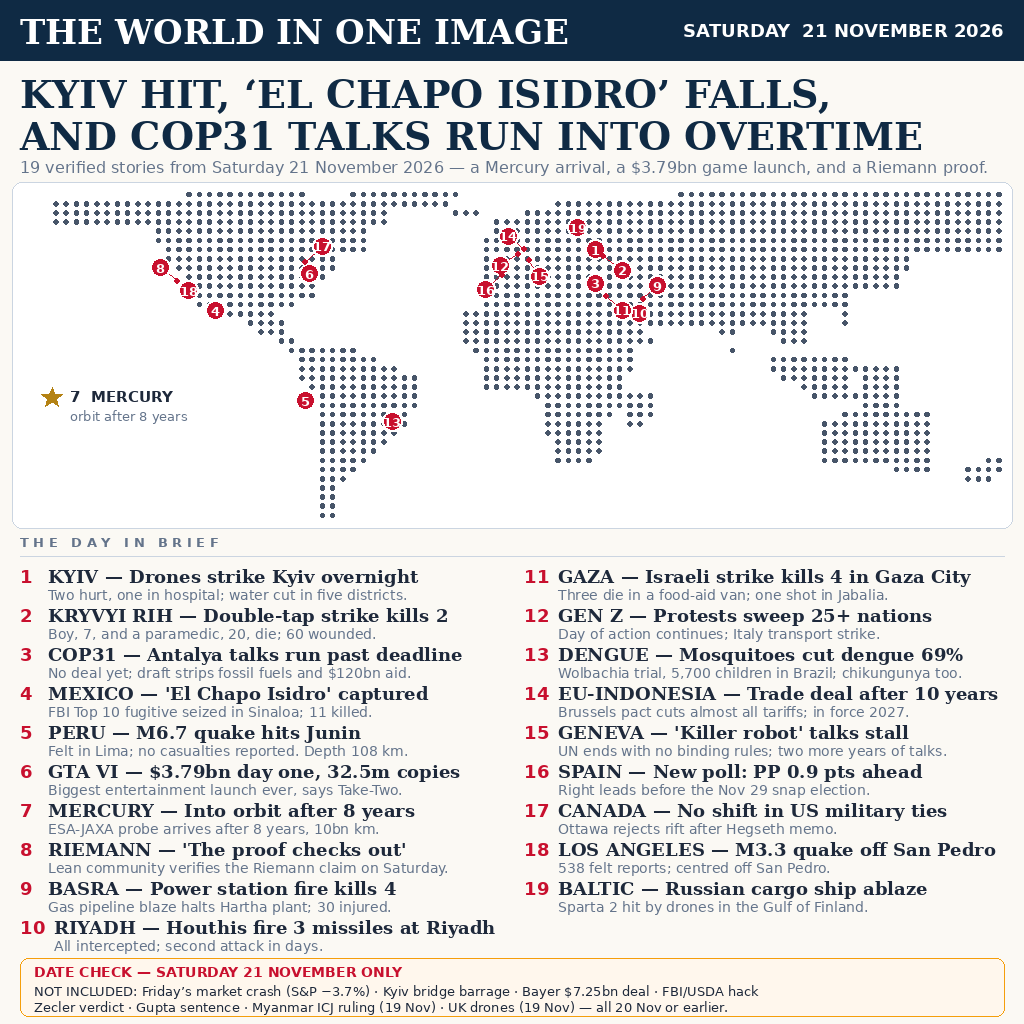 THE WORLD IN ONE IMAGE
SATURDAY 21 NOVEMBER 2026
KYIV HIT, ‘EL CHAPO ISIDRO’ FALLS,
AND COP31 TALKS RUN INTO OVERTIME
19 verified stories from Saturday 21 November 2026 — a Mercury arrival, a $3.79bn game launch, and a Riemann proof.
19
14
17
1
12
8
2
6
15
3
9
16
18
4
11
10
7 MERCURY
orbit after 8 years
5
13
THE DAY IN BRIEF
1 KYIV — Drones strike Kyiv overnight
Two hurt, one in hospital; water cut in five districts.
2 KRYVYI RIH — Double-tap strike kills 2
Boy, 7, and a paramedic, 20, die; 60 wounded.
3 COP31 — Antalya talks run past deadline
No deal yet; draft strips fossil fuels and $120bn aid.
4 MEXICO — 'El Chapo Isidro' captured
FBI Top 10 fugitive seized in Sinaloa; 11 killed.
5 PERU — M6.7 quake hits Junin
Felt in Lima; no casualties reported. Depth 108 km.
6 GTA VI — $3.79bn day one, 32.5m copies
Biggest entertainment launch ever, says Take-Two.
7 MERCURY — Into orbit after 8 years
ESA-JAXA probe arrives after 8 years, 10bn km.
8 RIEMANN — 'The proof checks out'
Lean community verifies the Riemann claim on Saturday.
9 BASRA — Power station fire kills 4
Gas pipeline blaze halts Hartha plant; 30 injured.
10 RIYADH — Houthis fire 3 missiles at Riyadh
All intercepted; second attack in days.
11 GAZA — Israeli strike kills 4 in Gaza City
Three die in a food-aid van; one shot in Jabalia.
12 GEN Z — Protests sweep 25+ nations
Day of action continues; Italy transport strike.
13 DENGUE — Mosquitoes cut dengue 69%
Wolbachia trial, 5,700 children in Brazil; chikungunya too.
14 EU-INDONESIA — Trade deal after 10 years
Brussels pact cuts almost all tariffs; in force 2027.
15 GENEVA — 'Killer robot' talks stall
UN ends with no binding rules; two more years of talks.
16 SPAIN — New poll: PP 0.9 pts ahead
Right leads before the Nov 29 snap election.
17 CANADA — No shift in US military ties
Ottawa rejects rift after Hegseth memo.
18 LOS ANGELES — M3.3 quake off San Pedro
538 felt reports; centred off San Pedro.
19 BALTIC — Russian cargo ship ablaze
Sparta 2 hit by drones in the Gulf of Finland.
DATE CHECK — SATURDAY 21 NOVEMBER ONLY
NOT INCLUDED: Friday’s market crash (S&P −3.7%) · Kyiv bridge barrage · Bayer $7.25bn deal · FBI/USDA hack
Zecler verdict · Gupta sentence · Myanmar ICJ ruling (19 Nov) · UK drones (19 Nov) — all 20 Nov or earlier.